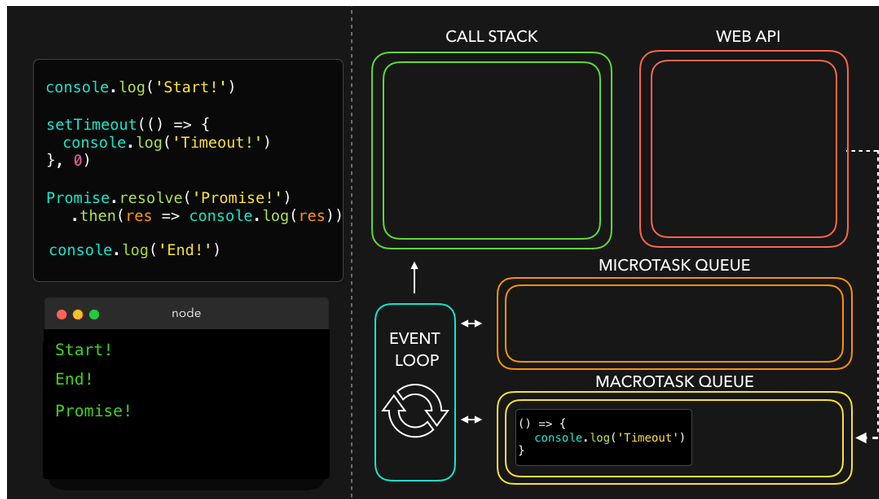 CALL STACK
WEB API
console.log('Start!')
setTimeout(() => {
console.log('Timeout!')
}, 0)
Promise.resolve('Promise!')
.then(res => console.log(res))
console.log('End!')
node
Start!
End!
Promise!
EVENT
LOOP
MICROTASK QUEUE
MACROTASK QUEUE
() => {
console.log('Timeout')
}